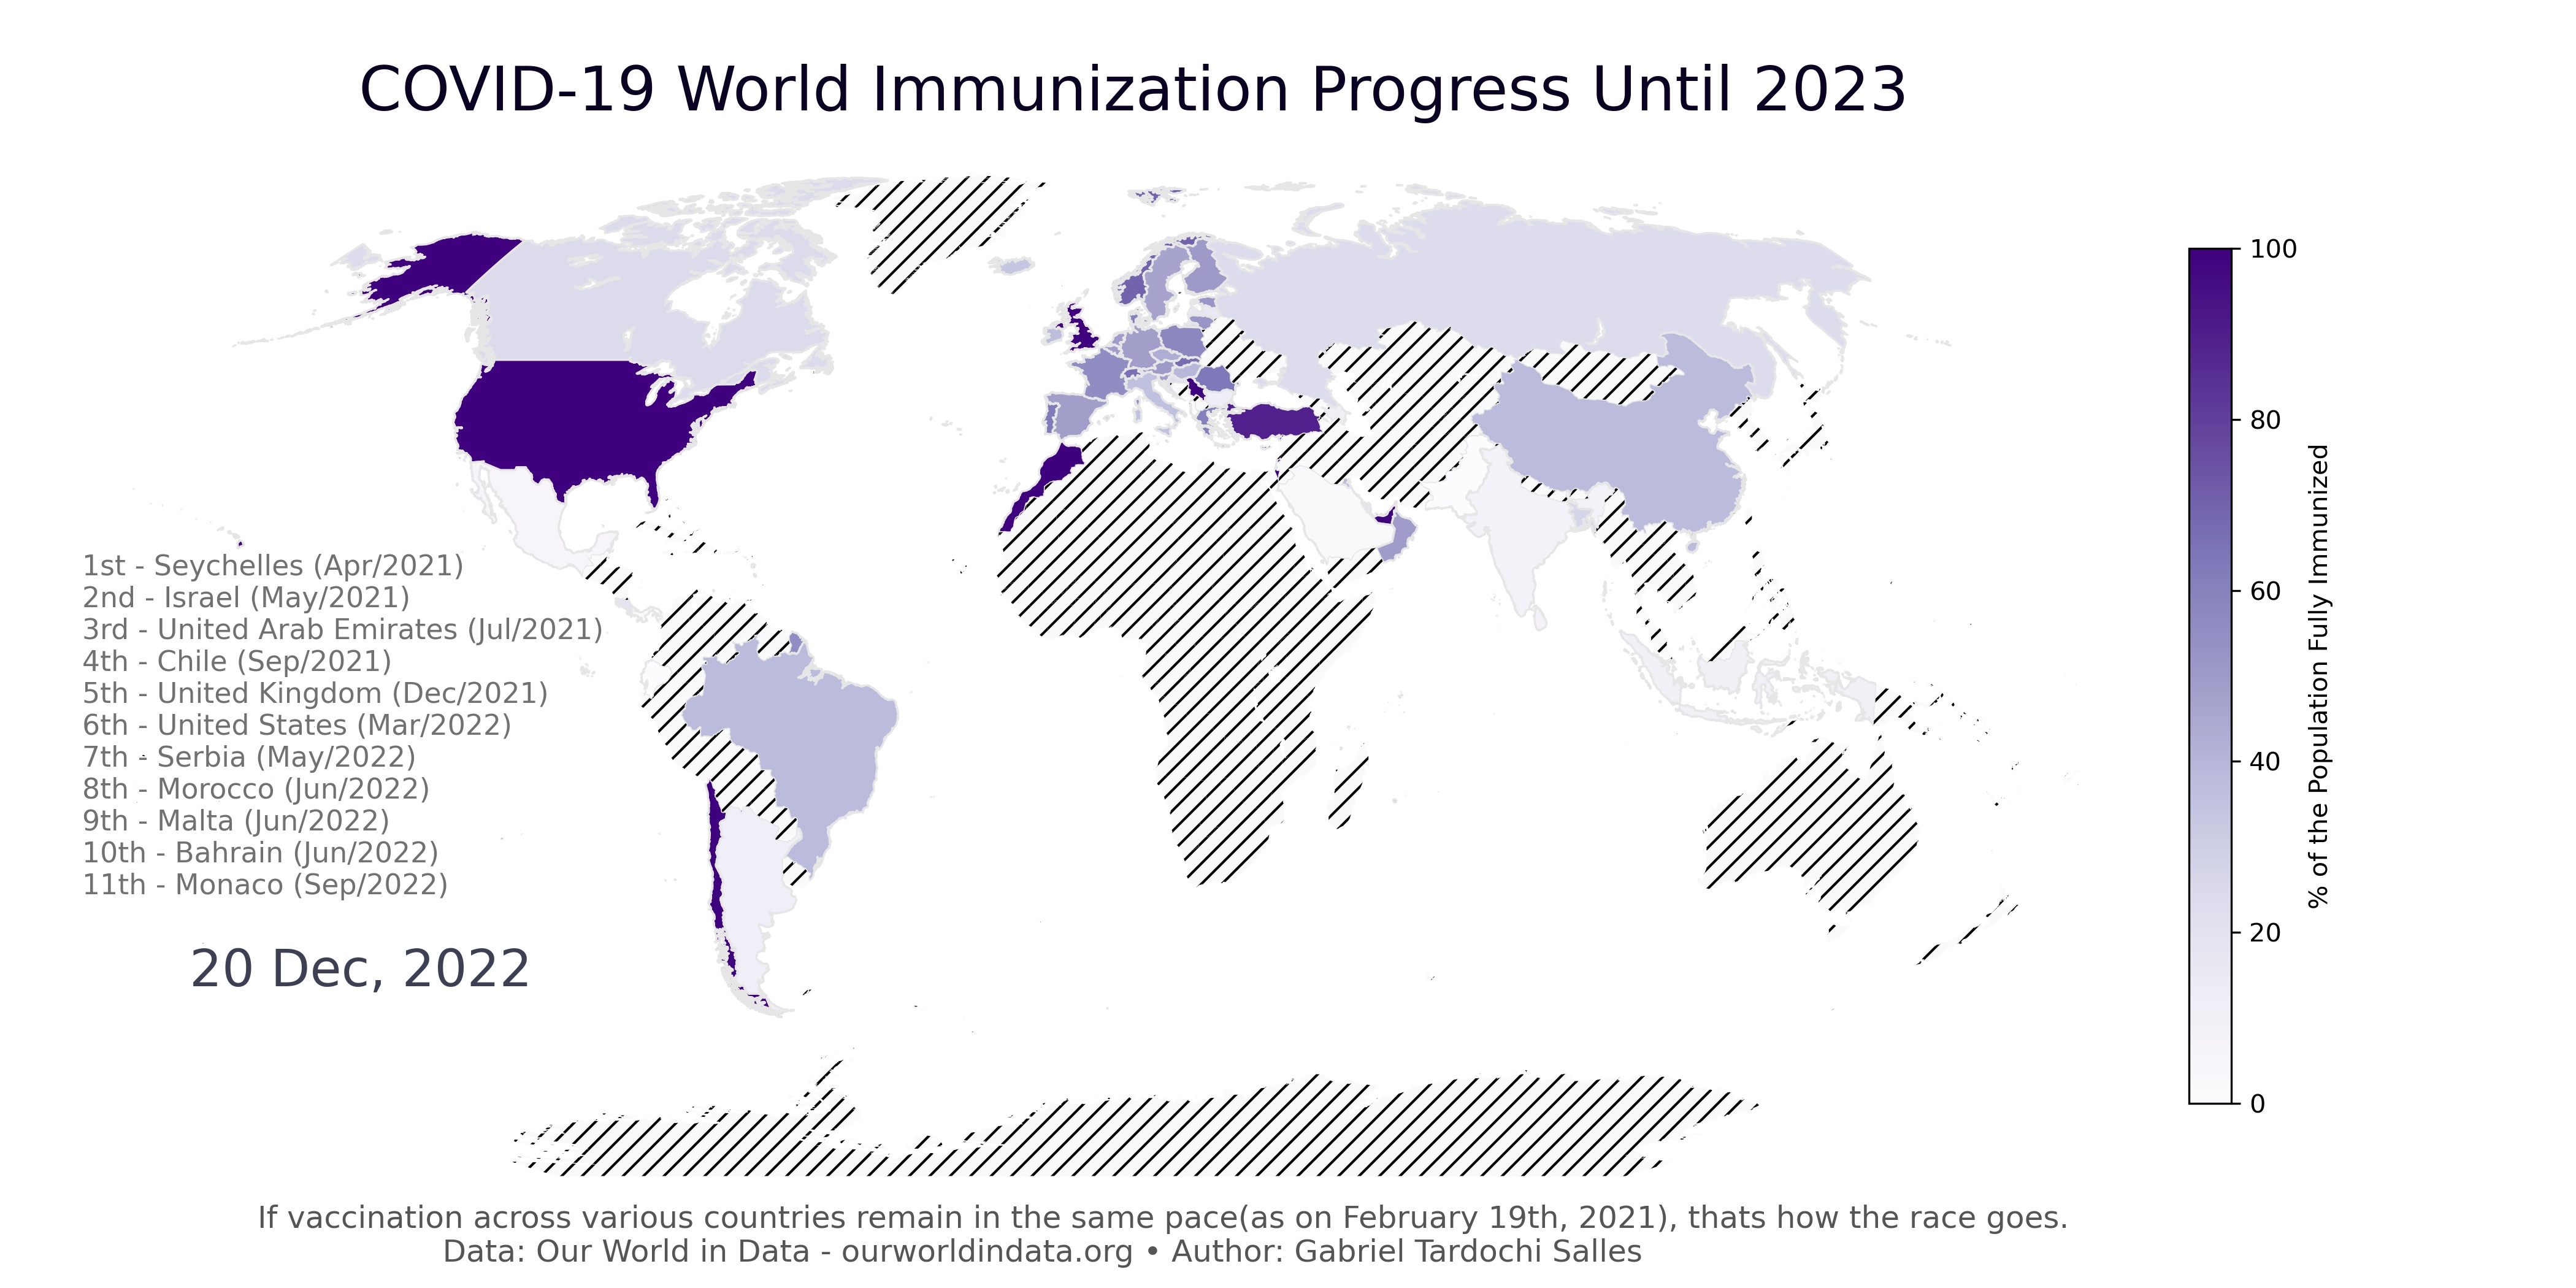 COVID-19 World Immunization Progress Until 2023
1st - Seychelles (Apr/2021)
2nd - Israel (May/2021)
3rd - United Arab Emirates (Jul/2021)
4th - Chile (Sep/2021)
5th - United Kingdom (Dec/2021)
6th - United States (Mar/2022)
7th - Serbia (May/2022)
8th - Morocco (Jun/2022)
9th - Malta (Jun/2022)
10th - Bahrain (Jun/2022)
11th - Monaco (Sep/2022)
20 Dec, 2022
100
80
60
40
20
0
% of the Population Fully Immunized
If vaccination across various countries remain in the same pace(as on February 19th, 2021), thats how the race goes.
Data: Our World in Data - ourworldindata.org • Author: Gabriel Tardochi Salles